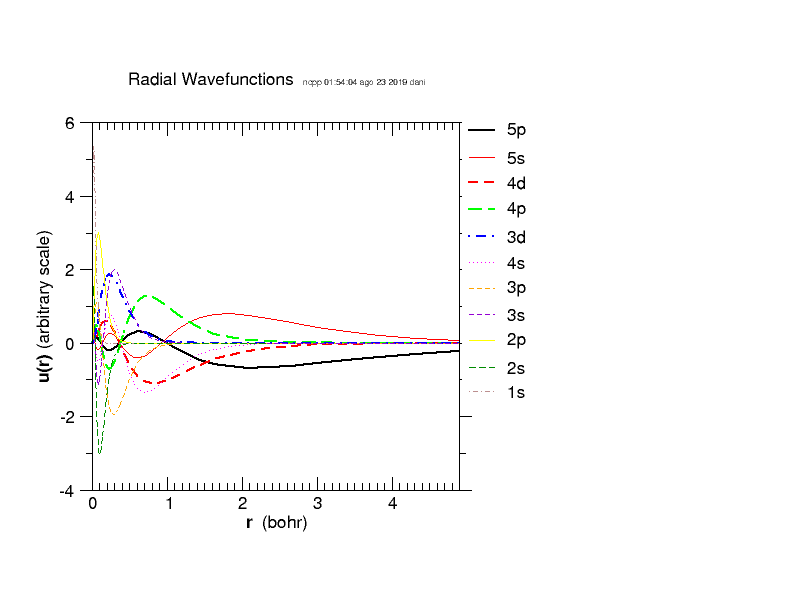 Radial Wavefunctions ncpp 01:54:04 ago 23 2019 dani
6
4
2
0
-2
-4
u(r) (arbitrary scale)
0 1 2 3 4
r (bohr)
5p
5s
4d
4p
3d
4s
3p
3s
2p
2s
1s